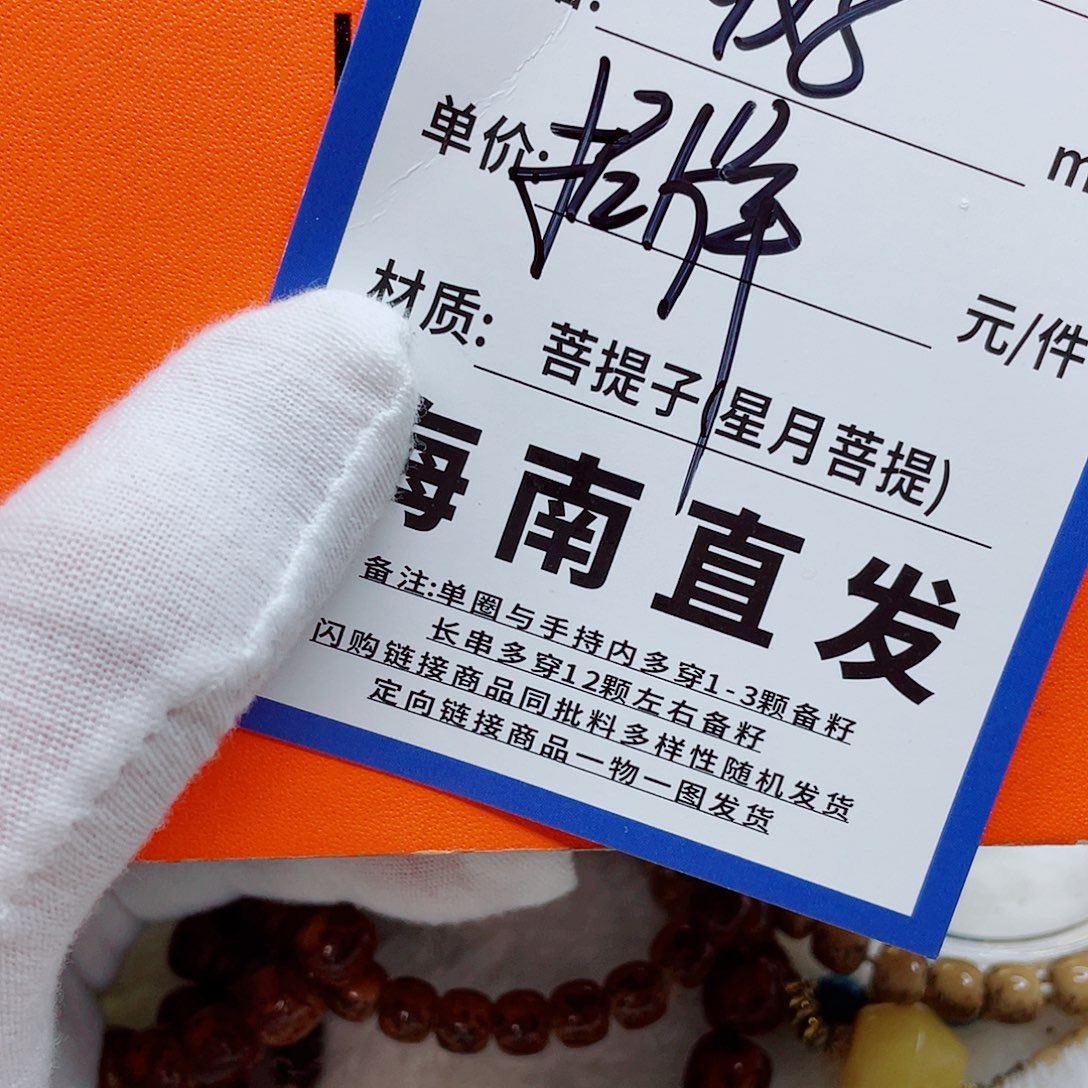 9x8 m
单价: 招牌 元/件
材质: 菩提子(星月菩提)
海南直发
备注:单圈与手持内多穿1-3颗备籽
长串多穿12颗左右备籽
闪购链接商品同批料多样性随机发货
定向链接商品一物一图发货